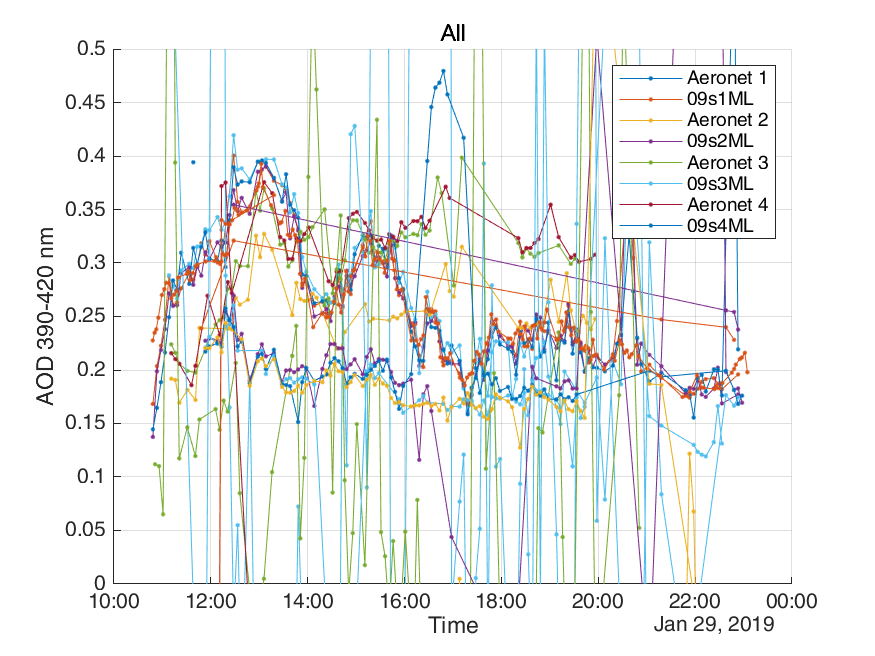 All
0.5
0.45
0.4
0.35
0.3
0.25
0.2
0.15
0.1
0.05
0
AOD 390-420 nm
Aeronet 1
09s1ML
Aeronet 2
09s2ML
Aeronet 3
09s3ML
Aeronet 4
09s4ML
10:00 12:00 14:00 16:00 18:00 20:00 22:00 00:00
Time
Jan 29, 2019